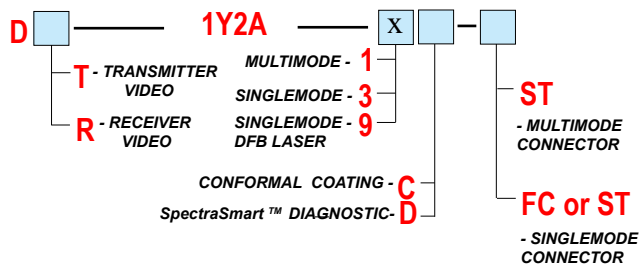 D 1Y2A X -
T - TRANSMITTER VIDEO
R - RECEIVER VIDEO
MULTIMODE - 1
SINGLEMODE - 3
SINGLEMODE - 9
DFB LASER
CONFORMAL COATING - C
SpectraSmart ™ DIAGNOSTIC- D
ST
- MULTIMODE
CONNECTOR
FC or ST
- SINGLEMODE
CONNECTOR